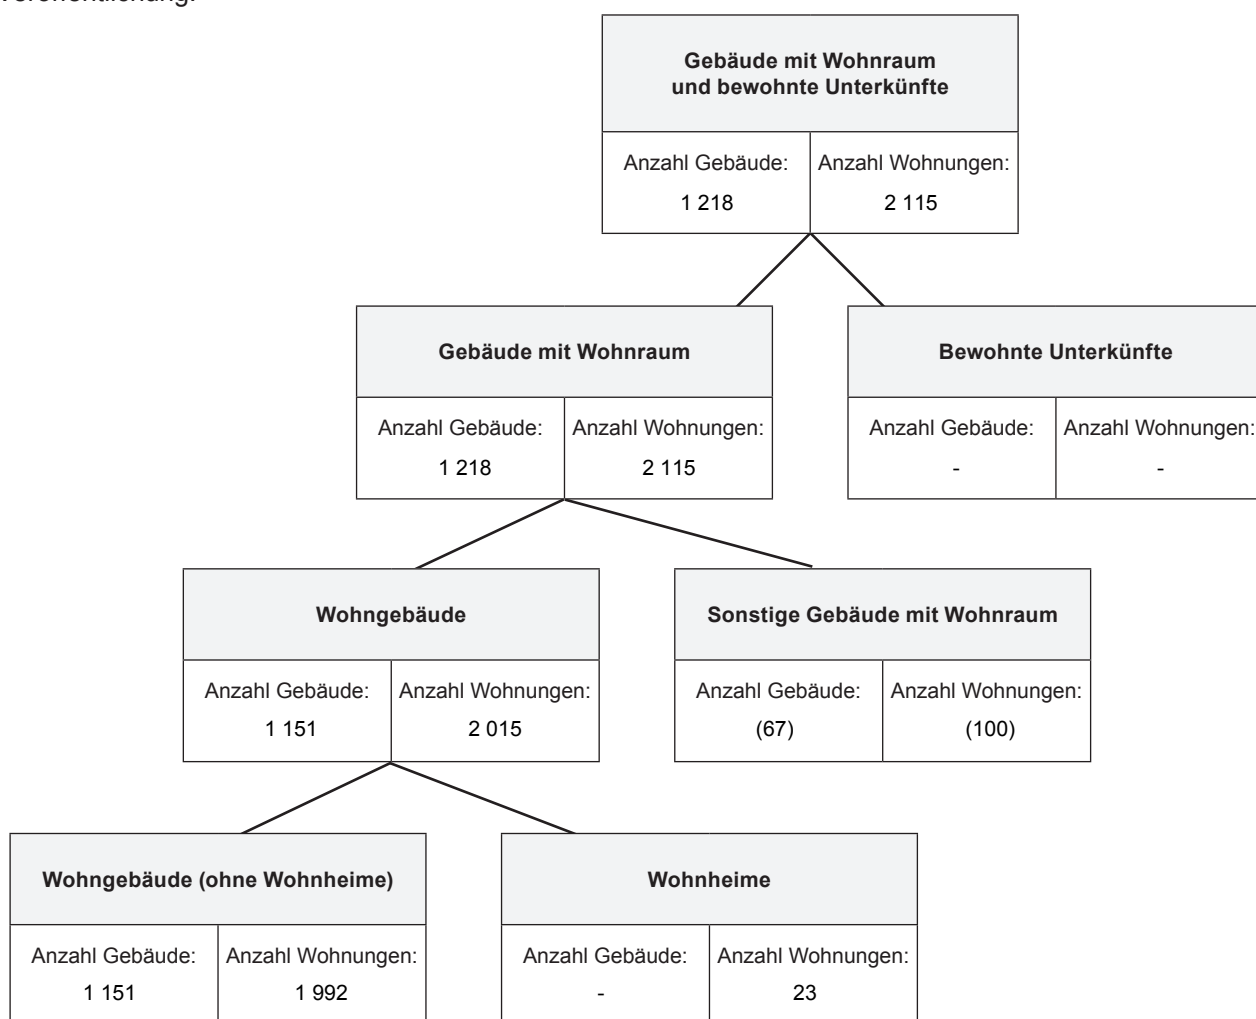 Gebäude mit Wohnraum
und bewohnte Unterkünfte
Anzahl Gebäude: Anzahl Wohnungen:
1 218 2 115
Gebäude mit Wohnraum
Anzahl Gebäude: Anzahl Wohnungen:
1 218 2 115
Bewohnte Unterkünfte
Anzahl Gebäude: Anzahl Wohnungen:
- -
Wohngebäude
Anzahl Gebäude: Anzahl Wohnungen:
1 151 2 015
Sonstige Gebäude mit Wohnraum
Anzahl Gebäude: Anzahl Wohnungen:
(67) (100)
Wohngebäude (ohne Wohnheime)
Anzahl Gebäude: Anzahl Wohnungen:
1 151 1 992
Wohnheime
Anzahl Gebäude: Anzahl Wohnungen:
- 23